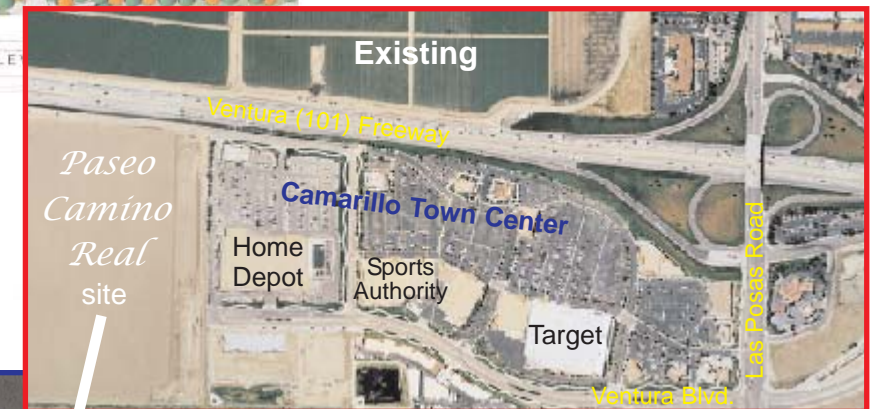 Existing
Ventura (101) Freeway
Paseo
Camino
Real
site
Camarillo Town Center
Home
Depot
Sports
Authority
Target
Las Posas Road
Ventura Blvd.